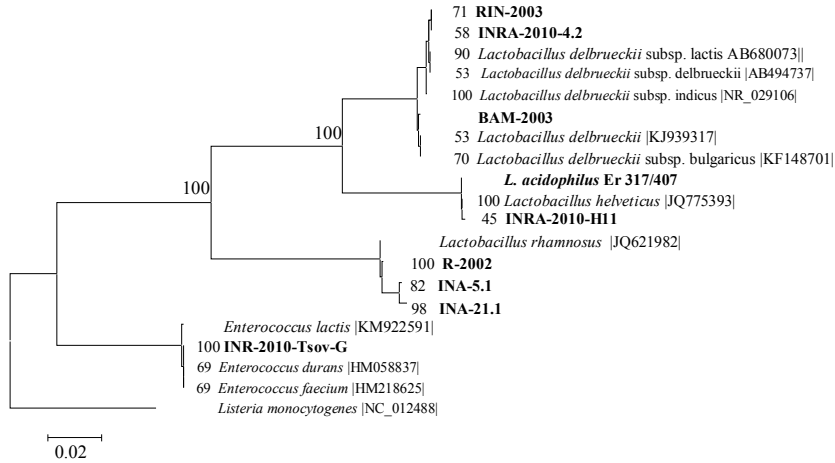 71 RIN-2003
58 INRA-2010-4.2
90 Lactobacillus delbrueckii subsp. lactis AB680073||
53 Lactobacillus delbrueckii subsp. delbrueckii |AB494737|
100 Lactobacillus delbrueckii subsp. indicus |NR_029106|
BAM-2003
100
53 Lactobacillus delbrueckii |KJ939317|
70 Lactobacillus delbrueckii subsp. bulgaricus |KF148701|
L. acidophilus Er 317/407
100
100 Lactobacillus helveticus |JQ775393|
45 INRA-2010-H11
Lactobacillus rhamnosus |JQ621982|
100 R-2002
82 INA-5.1
98 INA-21.1
Enterococcus lactis |KM922591|
100 INR-2010-Tsov-G
69 Enterococcus durans |HM058837|
69 Enterococcus faecium |HM218625|
Listeria monocytogenes |NC_012488|
0.02